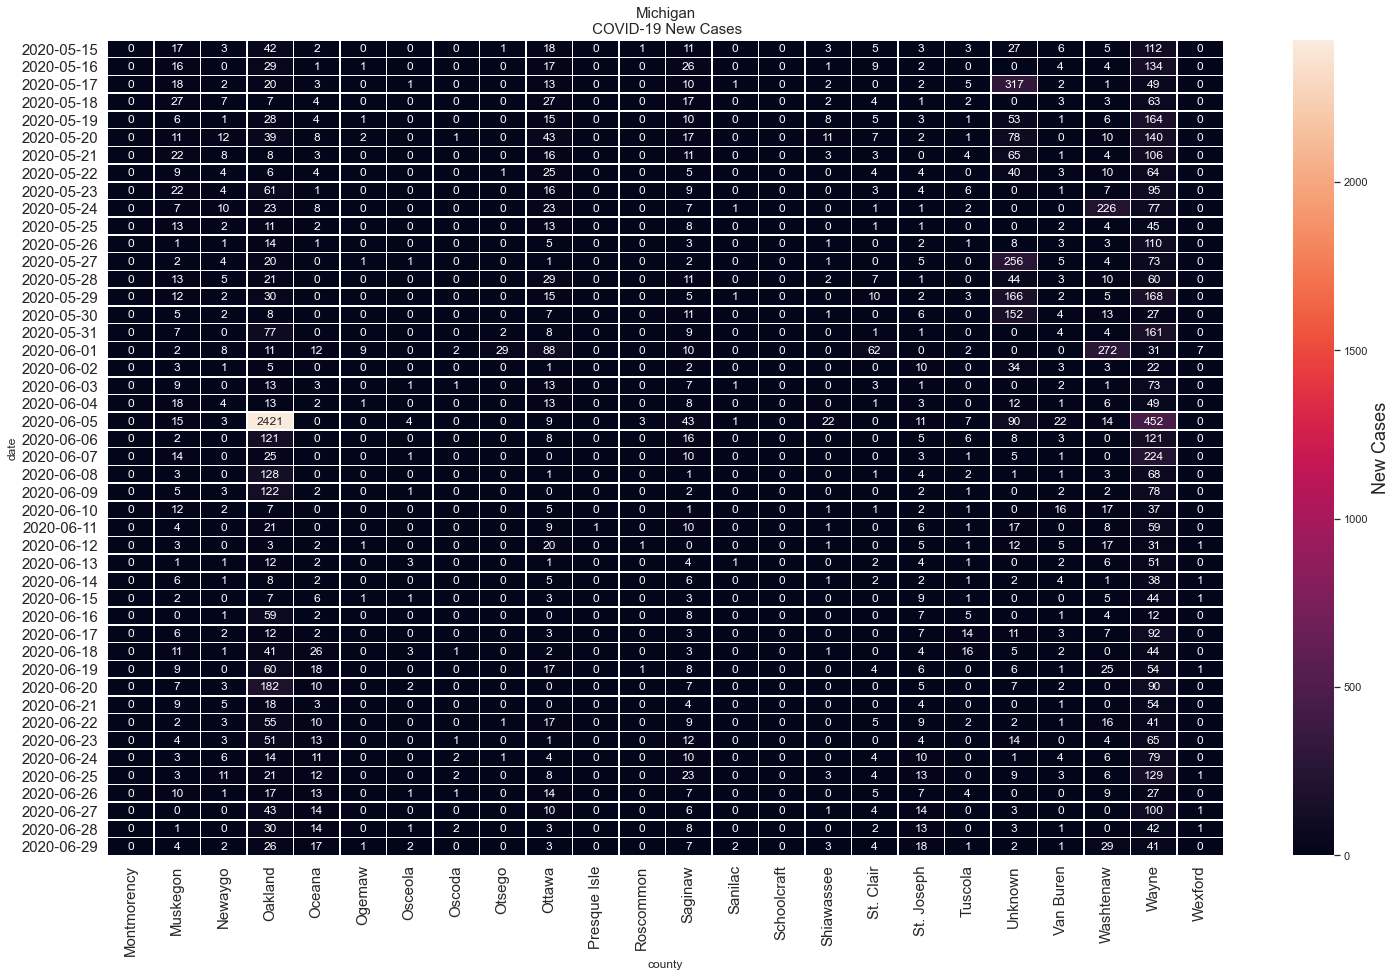 Michigan
COVID-19 New Cases
2020-05-15 0 17 3 42 2 0 0 0 1 18 0 1 11 0 0 3 5 3 3 27 6 5 112 0
2020-05-16 0 16 0 29 1 1 0 0 0 17 0 0 26 0 0 1 9 2 0 0 4 4 134 0
2020-05-17 0 18 2 20 3 0 1 0 0 13 0 0 10 1 0 2 0 2 5 317 2 1 49 0
2020-05-18 0 27 7 7 4 0 0 0 0 27 0 0 17 0 0 2 4 1 2 0 3 3 63 0
2020-05-19 0 6 1 28 4 1 0 0 0 15 0 0 10 0 0 8 5 3 1 53 1 6 164 0
2020-05-20 0 11 12 39 8 2 0 1 0 43 0 0 17 0 0 11 7 2 1 78 0 10 140 0
2020-05-21 0 22 8 8 3 0 0 0 0 16 0 0 11 0 0 3 3 0 4 65 1 4 106 0
2020-05-22 0 9 4 6 4 0 0 0 1 25 0 0 5 0 0 0 4 4 0 40 3 10 64 0
2020-05-23 0 22 4 61 1 0 0 0 0 16 0 0 9 0 0 0 3 4 6 0 1 7 95 0
2020-05-24 0 7 10 23 8 0 0 0 0 23 0 0 7 1 0 0 1 1 2 0 0 226 77 0
2020-05-25 0 13 2 11 2 0 0 0 0 13 0 0 8 0 0 0 1 1 0 0 2 4 45 0
2020-05-26 0 1 1 14 1 0 0 0 0 5 0 0 3 0 0 1 0 2 1 8 3 3 110 0
2020-05-27 0 2 4 20 0 1 1 0 0 1 0 0 2 0 0 1 0 5 0 256 5 4 73 0
2020-05-28 0 13 5 21 0 0 0 0 0 29 0 0 11 0 0 2 7 1 0 44 3 10 60 0
2020-05-29 0 12 2 30 0 0 0 0 0 15 0 0 5 1 0 0 10 2 3 166 2 5 168 0
2020-05-30 0 5 2 8 0 0 0 0 0 7 0 0 11 0 0 1 0 6 0 152 4 13 27 0
2020-05-31 0 7 0 77 0 0 0 0 2 8 0 0 9 0 0 0 1 1 0 0 4 4 161 0
2020-06-01 0 2 8 11 12 9 0 2 29 88 0 0 10 0 0 0 62 0 2 0 0 272 31 7
2020-06-02 0 3 1 5 0 0 0 0 0 1 0 0 2 0 0 0 0 10 0 34 3 3 22 0
2020-06-03 0 9 0 13 3 0 1 1 0 13 0 0 7 1 0 0 3 1 0 0 2 1 73 0
2020-06-04 0 18 4 13 2 1 0 0 0 13 0 0 8 0 0 0 1 3 0 12 1 6 49 0
2020-06-05 0 15 3 2421 0 0 4 0 0 9 0 3 43 1 0 22 0 11 7 90 22 14 452 0
2020-06-06 0 2 0 121 0 0 0 0 0 8 0 0 16 0 0 0 0 5 6 8 3 0 121 0
2020-06-07 0 14 0 25 0 0 1 0 0 0 0 0 10 0 0 0 0 3 1 5 1 0 224 0
2020-06-08 0 3 0 128 0 0 0 0 0 1 0 0 1 0 0 0 1 4 2 1 1 3 68 0
2020-06-09 0 5 3 122 2 0 1 0 0 0 0 0 2 0 0 0 0 2 1 0 2 2 78 0
2020-06-10 0 12 2 7 0 0 0 0 0 5 0 0 1 0 0 1 1 2 1 0 16 17 37 0
2020-06-11 0 4 0 21 0 0 0 0 0 9 1 0 10 0 0 1 0 6 1 17 0 8 59 0
2020-06-12 0 3 0 3 2 1 0 0 0 20 0 1 0 0 0 1 0 5 1 12 5 17 31 1
2020-06-13 0 1 1 12 2 0 3 0 0 1 0 0 4 1 0 0 2 4 1 0 2 6 51 0
2020-06-14 0 6 1 8 2 0 0 0 0 5 0 0 6 0 0 1 2 2 1 2 4 1 38 1
2020-06-15 0 2 0 7 6 1 1 0 0 3 0 0 3 0 0 0 0 9 1 0 0 5 44 1
2020-06-16 0 0 1 59 2 0 0 0 0 0 0 0 8 0 0 0 0 7 5 0 1 4 12 0
2020-06-17 0 6 2 12 2 0 0 0 0 3 0 0 3 0 0 0 0 7 14 11 3 7 92 0
2020-06-18 0 11 1 41 26 0 3 1 0 2 0 0 3 0 0 1 0 4 16 5 2 0 44 0
2020-06-19 0 9 0 60 18 0 0 0 0 17 0 1 8 0 0 0 4 6 0 6 1 25 54 1
2020-06-20 0 7 3 182 10 0 2 0 0 0 0 0 7 0 0 0 0 5 0 7 2 0 90 0
2020-06-21 0 9 5 18 3 0 0 0 0 0 0 0 4 0 0 0 0 4 0 0 1 0 54 0
2020-06-22 0 2 3 55 10 0 0 0 1 17 0 0 9 0 0 0 5 9 2 2 1 16 41 0
2020-06-23 0 4 3 51 13 0 0 1 0 1 0 0 12 0 0 0 0 4 0 14 0 4 65 0
2020-06-24 0 3 6 14 11 0 0 2 1 4 0 0 10 0 0 0 4 10 0 1 4 6 79 0
2020-06-25 0 3 11 21 12 0 0 2 0 8 0 0 23 0 0 3 4 13 0 9 3 6 129 1
2020-06-26 0 10 1 17 13 0 1 1 0 14 0 0 7 0 0 0 5 7 4 0 0 9 27 0
2020-06-27 0 0 0 43 14 0 0 0 0 10 0 0 6 0 0 1 4 14 0 3 0 0 100 1
2020-06-28 0 1 0 30 14 0 1 2 0 3 0 0 8 0 0 0 2 13 0 3 1 0 42 1
2020-06-29 0 4 2 26 17 1 2 0 0 3 0 0 7 2 0 3 4 18 1 2 1 29 41 0
date
Montmorency Muskegon Newaygo Oakland Oceana Ogemaw Osceola Oscoda Otsego Ottawa Presque Isle Roscommon Saginaw Sanilac Schoolcraft Shiawassee St. Clair St. Joseph Tuscola Unknown Van Buren Washtenaw Wayne Wexford
county
2000
1500
1000
500
0
New Cases